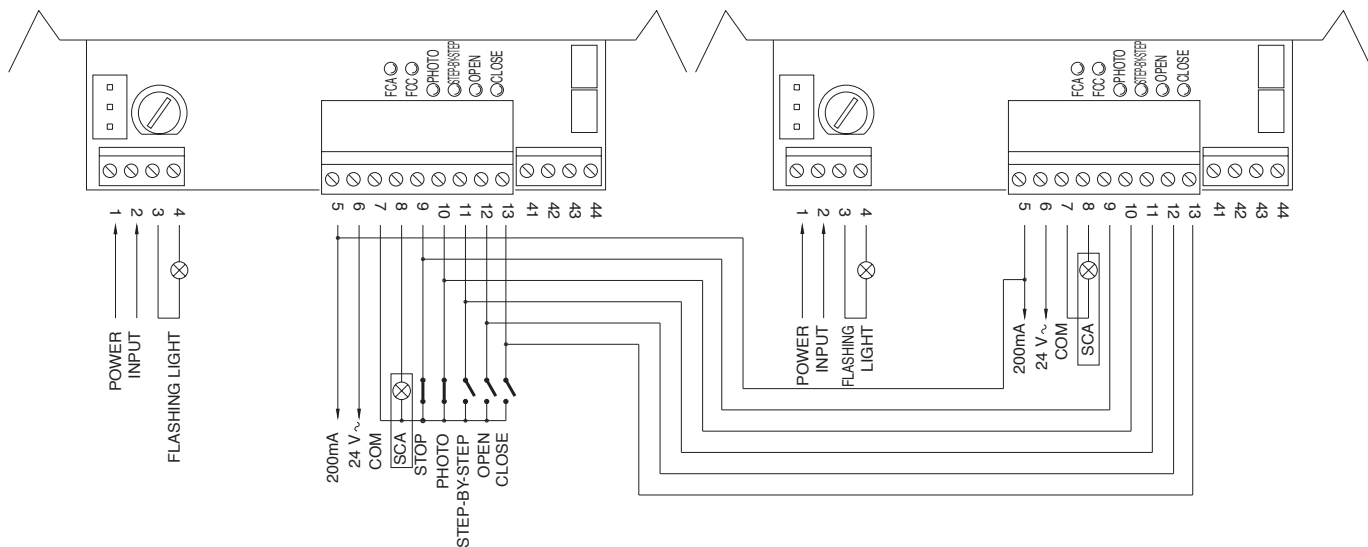 FCA
FCC
PHOTO
STEP-BY-STEP
OPEN
CLOSE
1
2
3
4
5
6
7
8
9
10
11
12
13
41
42
43
44
POWER
INPUT
FLASHING LIGHT
200mA
24 V ~
COM
SCA
STOP
PHOTO
STEP-BY-STEP
OPEN
CLOSE
FCA
FCC
PHOTO
STEP-BY-STEP
OPEN
CLOSE
1
2
3
4
5
6
7
8
9
10
11
12
13
41
42
43
44
POWER
INPUT
FLASHING
LIGHT
200mA
24 V ~
COM
SCA